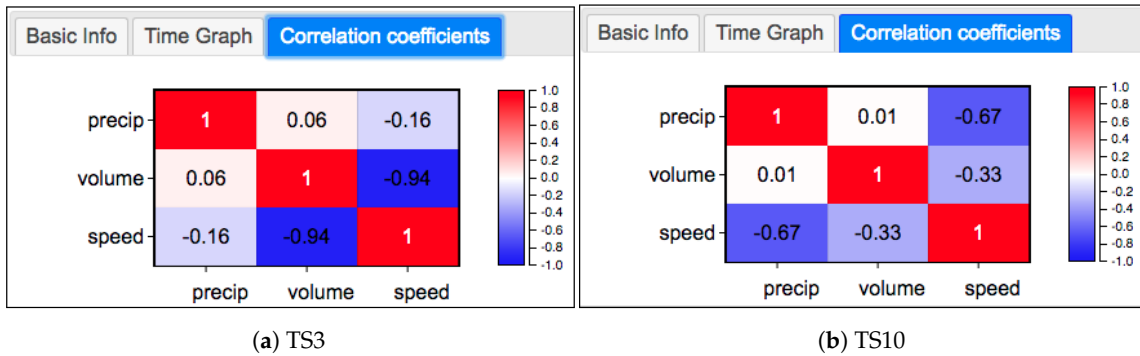 Basic Info Time Graph Correlation coefficients
precip 1 0.06 -0.16
volume 0.06 1 -0.94
speed -0.16 -0.94 1
precip volume speed
1.0
0.8
0.6
0.4
0.2
0.0
-0.2
-0.4
-0.6
-0.8
-1.0
(a) TS3
Basic Info Time Graph Correlation coefficients
precip 1 0.01 -0.67
volume 0.01 1 -0.33
speed -0.67 -0.33 1
precip volume speed
1.0
0.8
0.6
0.4
0.2
0.0
-0.2
-0.4
-0.6
-0.8
-1.0
(b) TS10